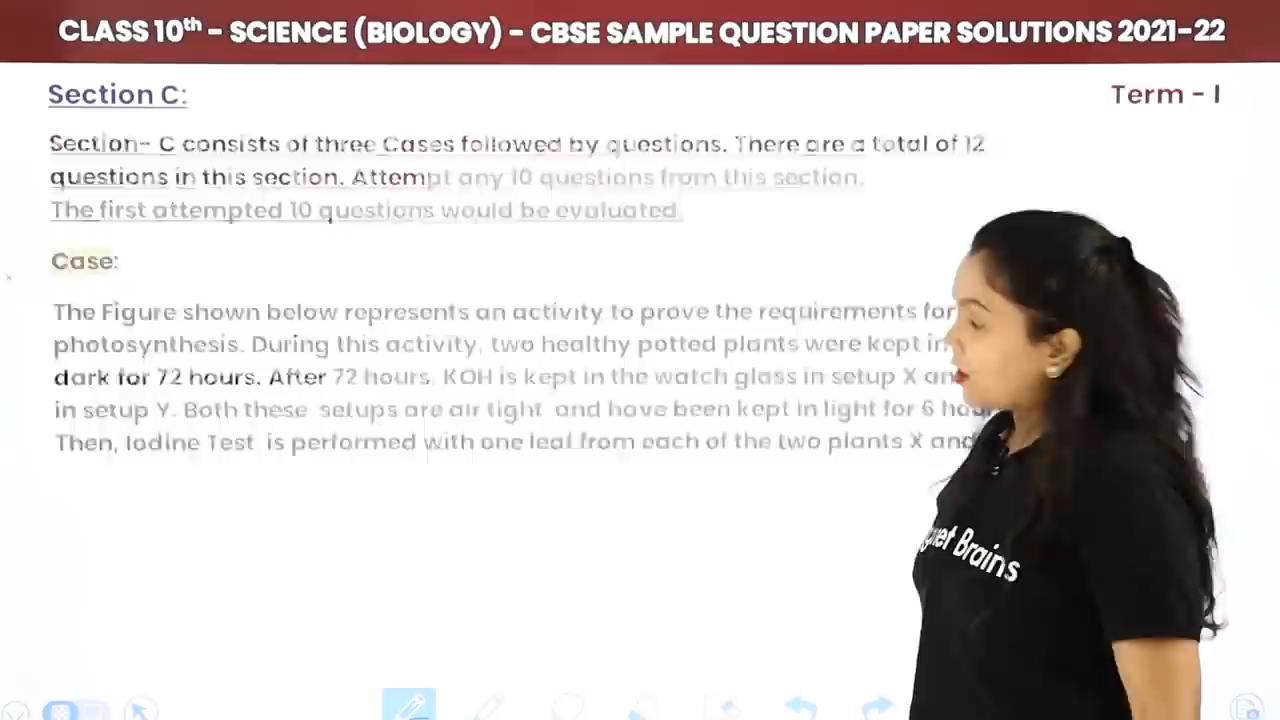 CLASS 10th – SCIENCE (BIOLOGY) – CBSE SAMPLE QUESTION PAPER SOLUTIONS 2021-22
Section C:
Term - I
Section- C consists of three Cases followed by questions. There are a total of 12
questions in this section. Attempt any 10 questions from this section.
The first attempted 10 questions would be evaluated.
Case:
The Figure shown below represents an activity to prove the requirements for
photosynthesis. During this activity, two healthy potted plants were kept in
dark for 72 hours. After 72 hours, KOH is kept in the watch glass in setup X
in setup Y. Both these setups are air tight and have been kept in light for 6
Then, Iodine Test is performed with one leaf from each of the two plants X and
Brains